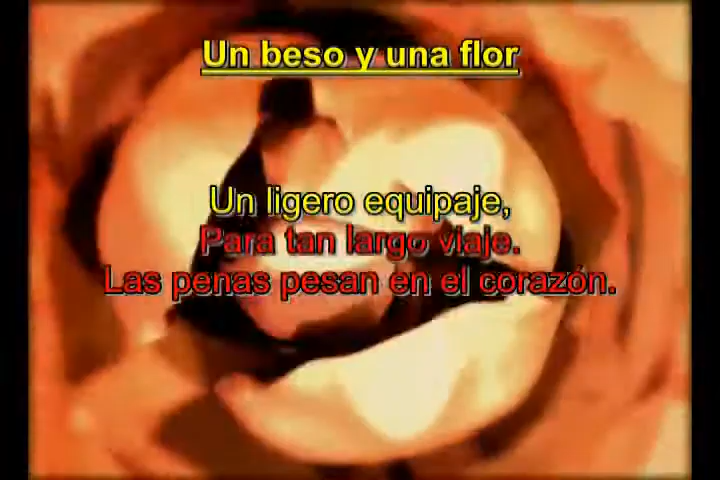 Un beso y una flor
Un ligero equipaje,
Para tan largo viaje.
Las penas pesan en el corazón.